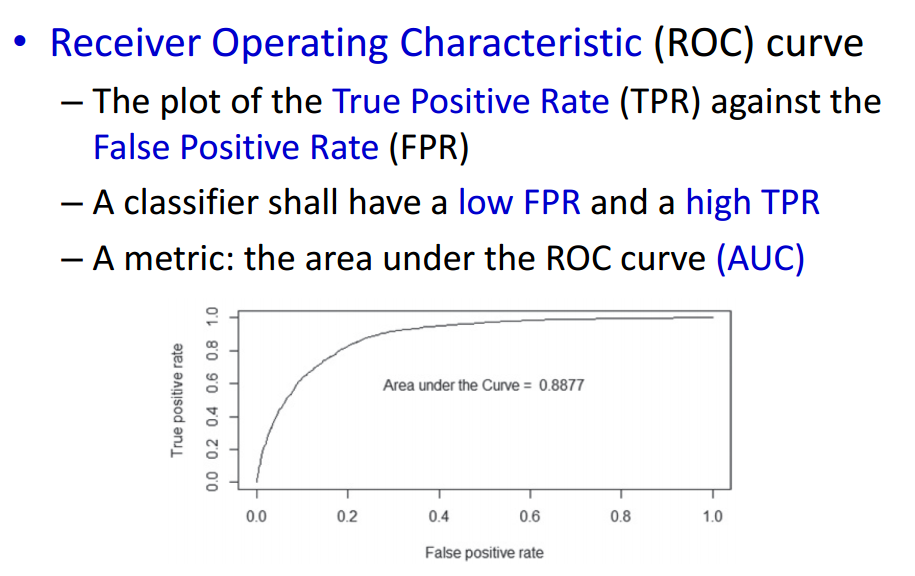 • Receiver Operating Characteristic (ROC) curve
– The plot of the True Positive Rate (TPR) against the
False Positive Rate (FPR)
– A classifier shall have a low FPR and a high TPR
– A metric: the area under the ROC curve (AUC)
True positive rate
1.0
0.8
0.6
0.4
0.2
0.0
Area under the Curve = 0.8877
0.0 0.2 0.4 0.6 0.8 1.0
False positive rate